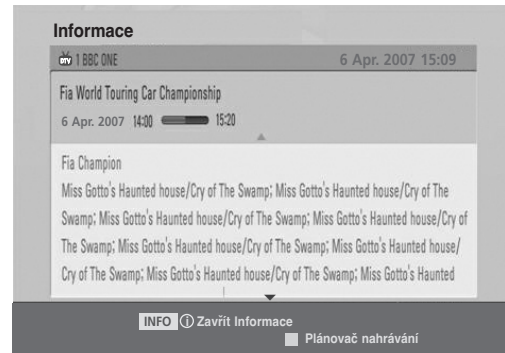 Informace
DTV 1 BBC ONE 6 Apr. 2007 15:09
Fia World Touring Car Championship
6 Apr. 2007 14:00 15:20
Fia Champion
Miss Gotto's Haunted house/Cry of The Swamp; Miss Gotto's Haunted house/Cry of The
Swamp; Miss Gotto's Haunted house/Cry of The Swamp; Miss Gotto's Haunted house/Cry of
The Swamp; Miss Gotto's Haunted house/Cry of The Swamp; Miss Gotto's Haunted house/
Cry of The Swamp; Miss Gotto's Haunted house/Cry of The Swamp; Miss Gotto's Haunted
INFO i Zavřít Informace
Plánovač nahrávání